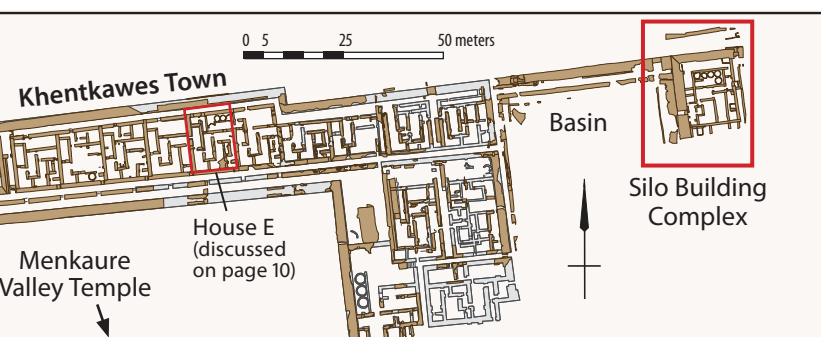 0 5 25 50 meters
Khentkawes Town
Basin
Silo Building
Complex
House E
(discussed
on page 10)
Menkaure
Valley Temple